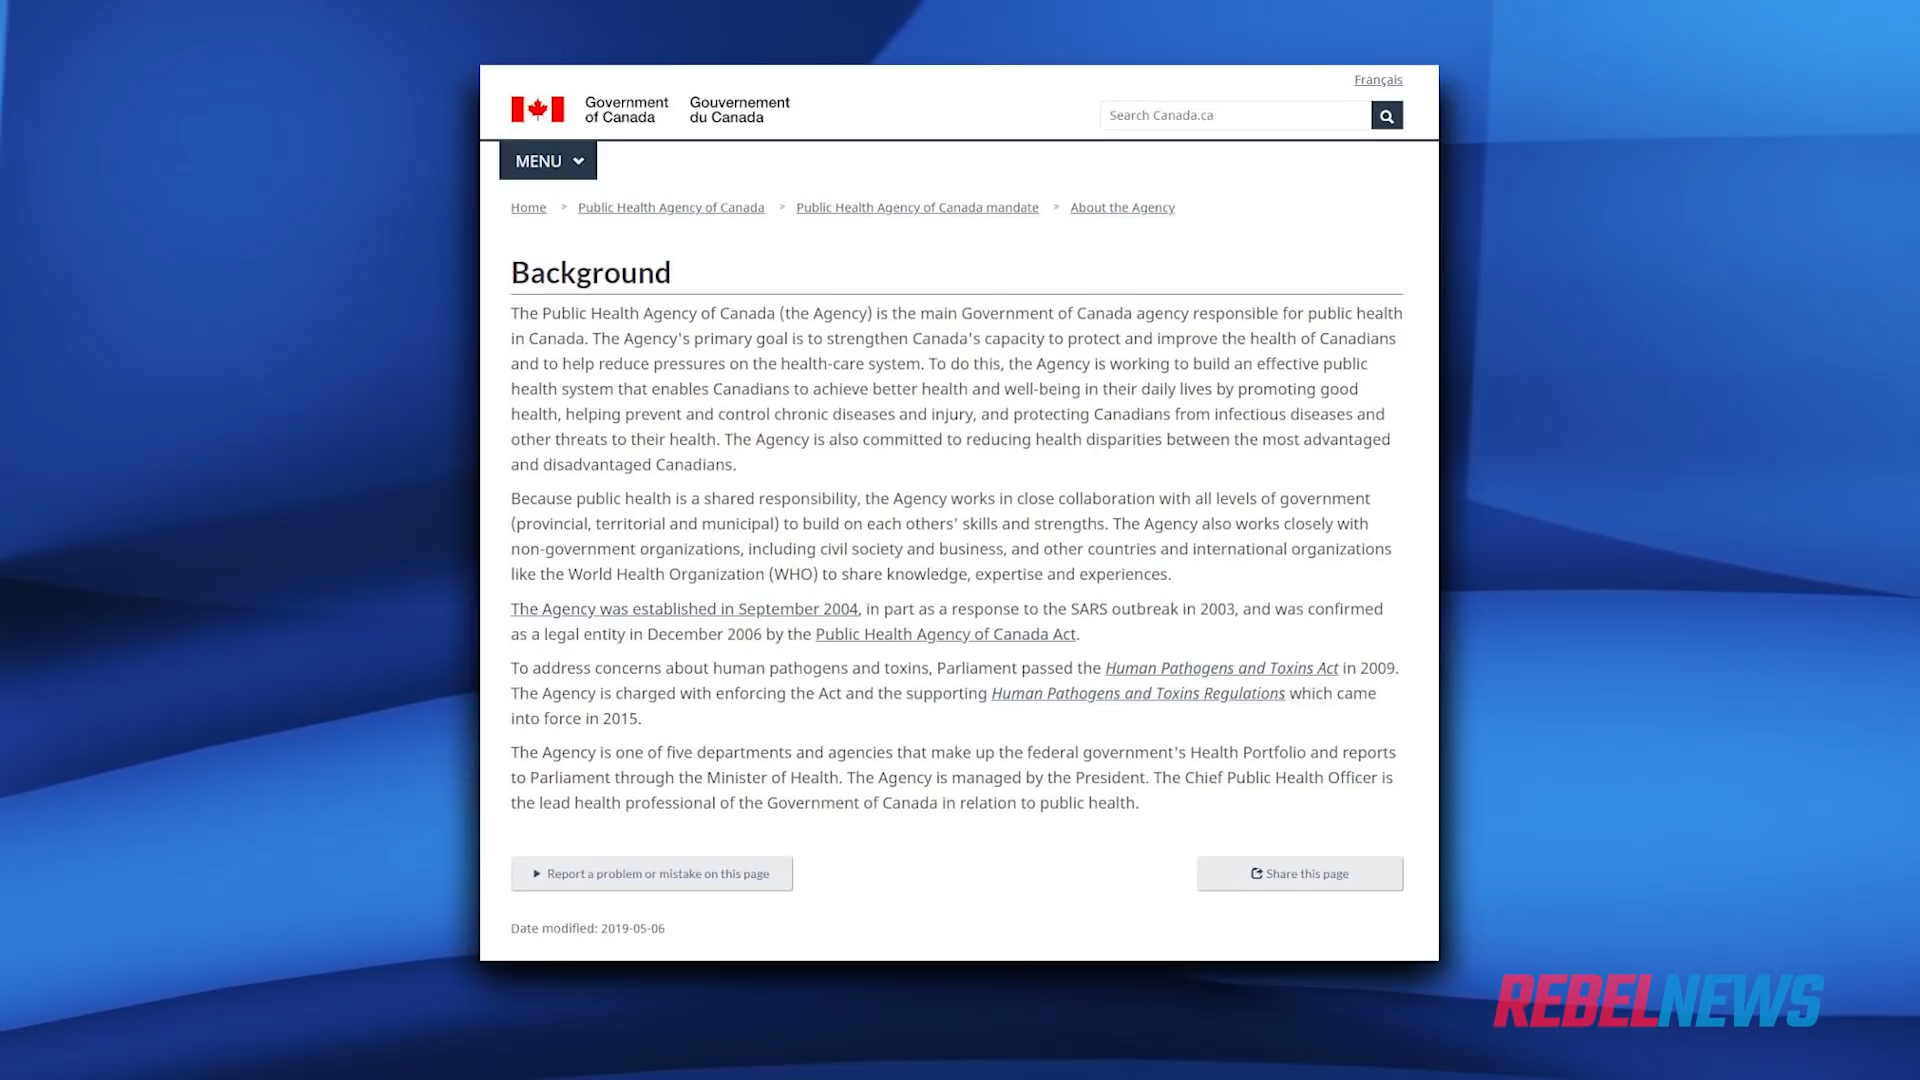 Français
Government
of Canada
Gouvernement
du Canada
Search Canada.ca
MENU
Home > Public Health Agency of Canada > Public Health Agency of Canada mandate > About the Agency
Background
The Public Health Agency of Canada (the Agency) is the main Government of Canada agency responsible for public health
in Canada. The Agency's primary goal is to strengthen Canada's capacity to protect and improve the health of Canadians
and to help reduce pressures on the health-care system. To do this, the Agency is working to build an effective public
health system that enables Canadians to achieve better health and well-being in their daily lives by promoting good
health, helping prevent and control chronic diseases and injury, and protecting Canadians from infectious diseases and
other threats to their health. The Agency is also committed to reducing health disparities between the most advantaged
and disadvantaged Canadians.
Because public health is a shared responsibility, the Agency works in close collaboration with all levels of government
(provincial, territorial and municipal) to build on each others' skills and strengths. The Agency also works closely with
non-government organizations, including civil society and business, and other countries and international organizations
like the World Health Organization (WHO) to share knowledge, expertise and experiences.
The Agency was established in September 2004, in part as a response to the SARS outbreak in 2003, and was confirmed
as a legal entity in December 2006 by the Public Health Agency of Canada Act.
To address concerns about human pathogens and toxins, Parliament passed the Human Pathogens and Toxins Act in 2009.
The Agency is charged with enforcing the Act and the supporting Human Pathogens and Toxins Regulations which came
into force in 2015.
The Agency is one of five departments and agencies that make up the federal government's Health Portfolio and reports
to Parliament through the Minister of Health. The Agency is managed by the President. The Chief Public Health Officer is
the lead health professional of the Government of Canada in relation to public health.
Report a problem or mistake on this page
Share this page
Date modified: 2019-05-06
REBELNEWS